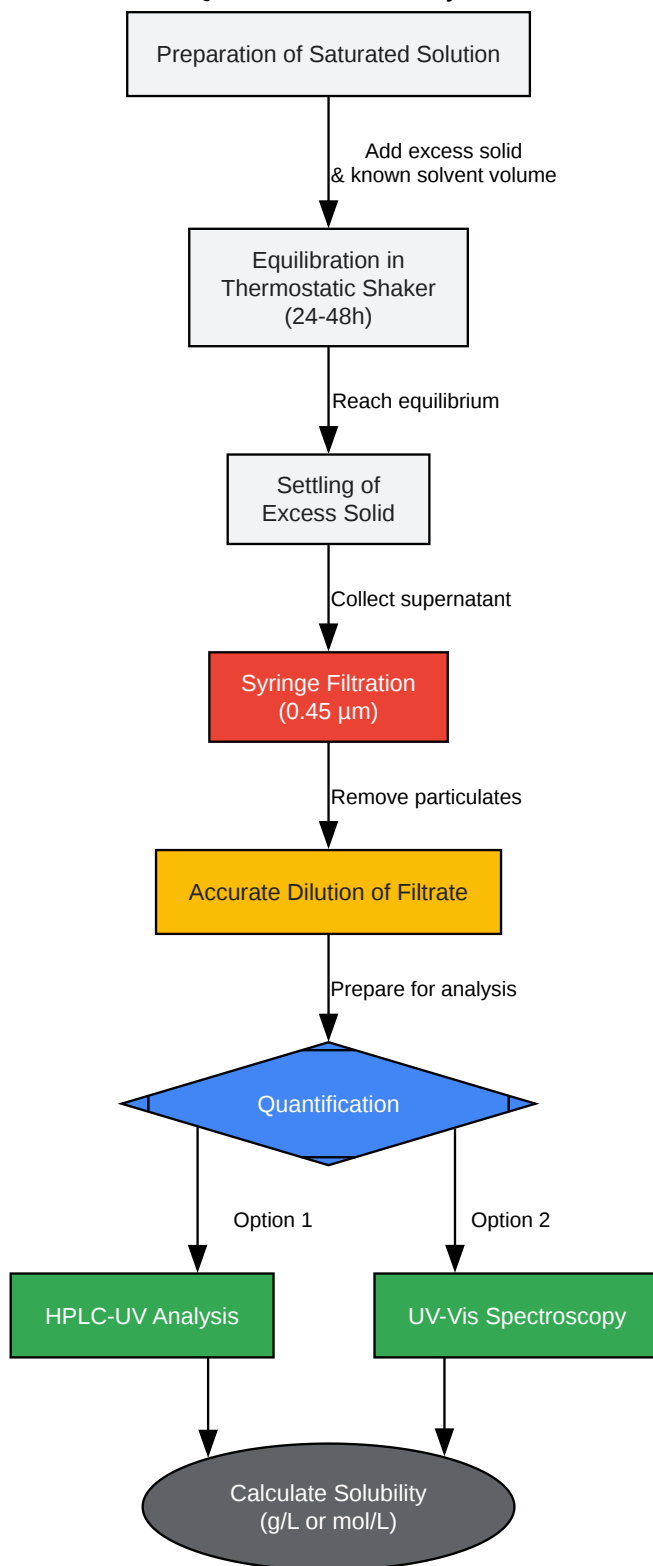 Preparation of Saturated Solution
Add excess solid
& known solvent volume
Equilibration in
Thermostatic Shaker
(24-48h)
Reach equilibrium
Settling of
Excess Solid
Collect supernatant
Syringe Filtration
(0.45 µm)
Remove particulates
Accurate Dilution of Filtrate
Prepare for analysis
Quantification
Option 1
Option 2
HPLC-UV Analysis
UV-Vis Spectroscopy
Calculate Solubility
(g/L or mol/L)